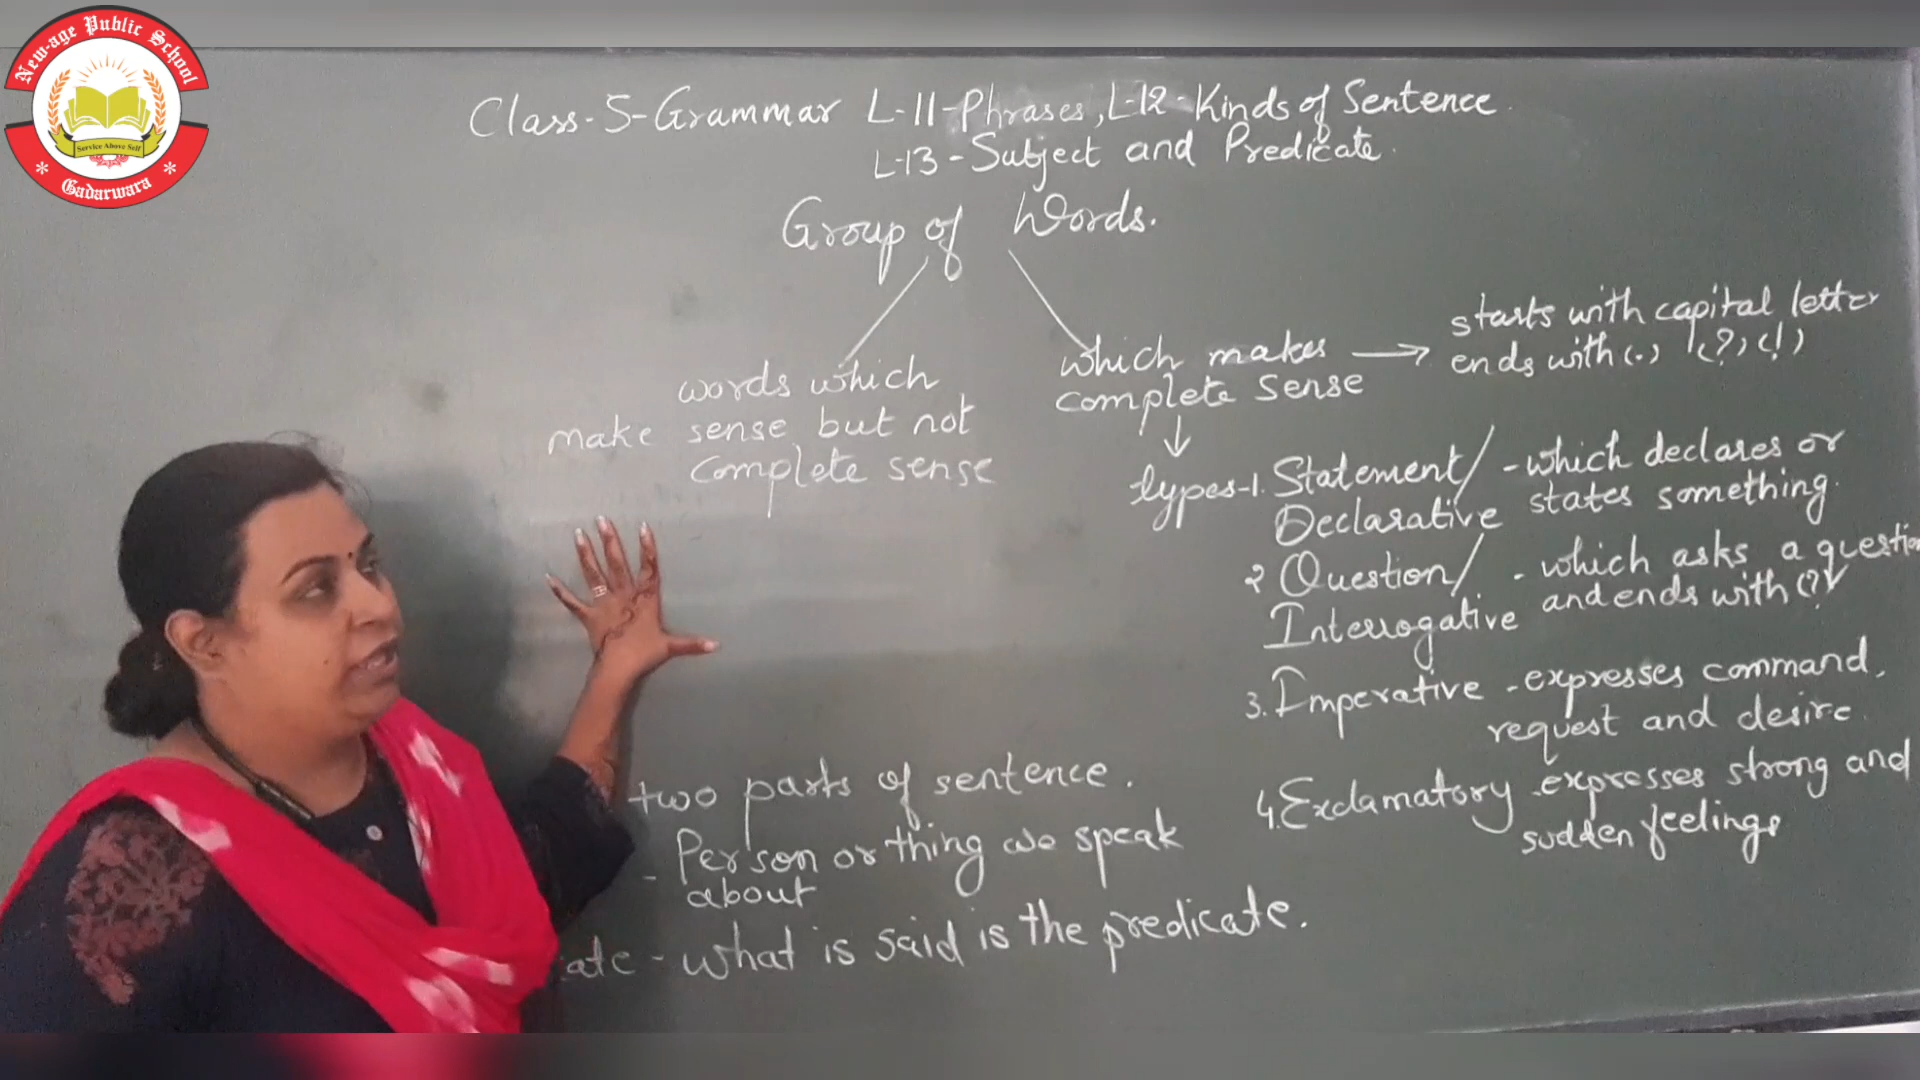 New-age Public School
Service Above Self
Gadarwara
Class-5-Grammar L-11-Phrases, L-12-Kinds of Sentence.
L-13-Subject and Predicate.
Group of Words.
words which
make sense but not
complete sense
which makes
complete sense
→ starts with capital letter
ends with (.) (?) (!)
↓
types-1. Statement/ - which declares or
Declarative states something.
2 Question/ - which asks a question
Interrogative and ends with (?)
3. Imperative - expresses command,
request and desire.
4. Exclamatory - expresses strong and
sudden feelings
two parts of sentence.
- Person or thing we speak
about
ate - what is said is the predicate.